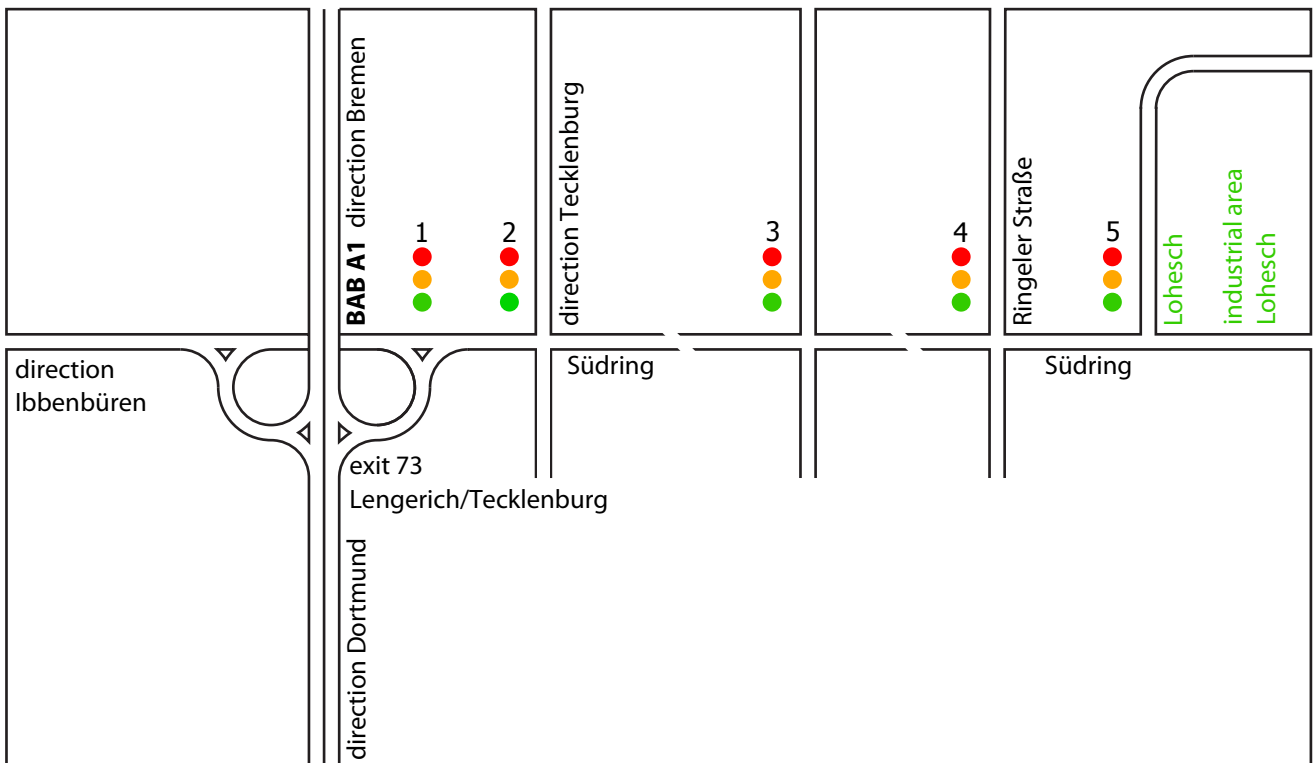 BAB A1 direction Bremen
direction Tecklenburg
Ringeler Straße
Lohesch
industrial area
Lohesch
1
2
3
4
5
direction
Ibbenbüren
Südring
Südring
exit 73
Lengerich/Tecklenburg
direction Dortmund